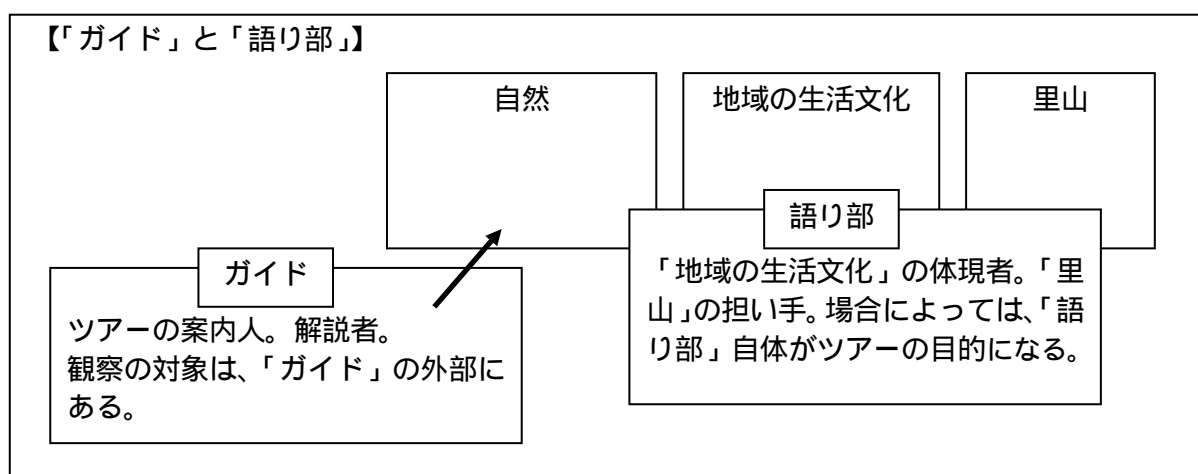 【「ガイド」と「語り部」】
自然
地域の生活文化
里山
語り部
「地域の生活文化」の体現者。「里
山」の担い手。場合によっては、「語
り部」自体がツアーの目的になる。
ガイド
ツアーの案内人。解説者。
観察の対象は、「ガイド」の外部に
ある。